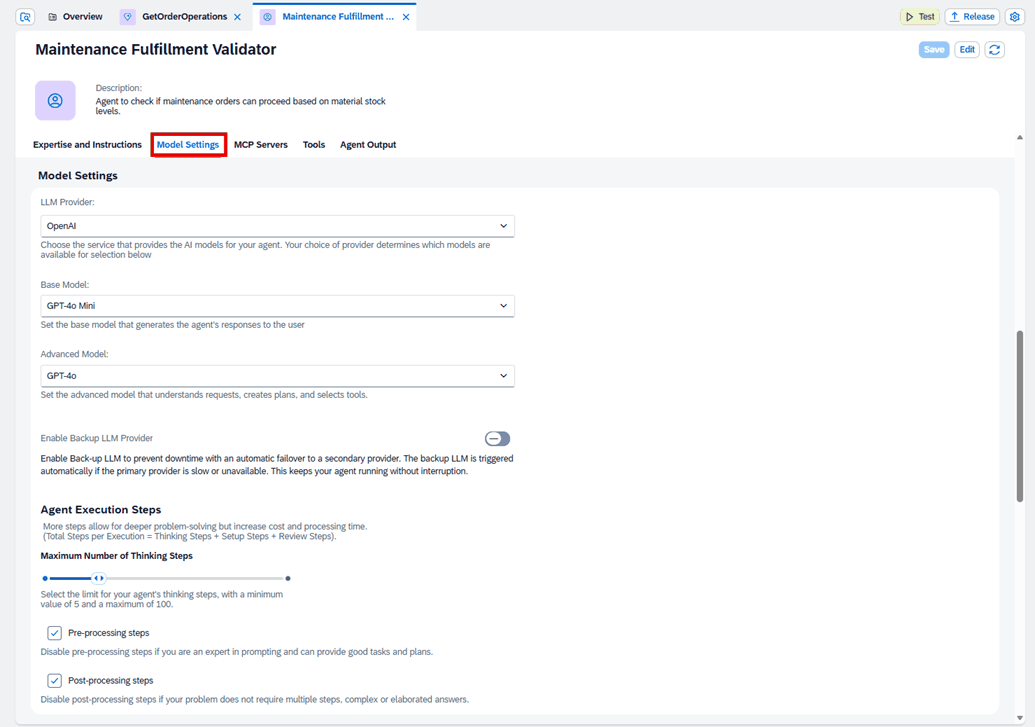 Overview
GetOrderOperations
Maintenance Fulfillment ...
Test
Release
Maintenance Fulfillment Validator
Save
Edit
Description:
Agent to check if maintenance orders can proceed based on material stock
levels.
Expertise and Instructions
Model Settings
MCP Servers
Tools
Agent Output
Model Settings
LLM Provider:
OpenAI
Choose the service that provides the AI models for your agent. Your choice of provider determines which models are
available for selection below
Base Model:
GPT-4o Mini
Set the base model that generates the agent's responses to the user
Advanced Model:
GPT-4o
Set the advanced model that understands requests, creates plans, and selects tools.
Enable Backup LLM Provider
Enable Back-up LLM to prevent downtime with an automatic failover to a secondary provider. The backup LLM is triggered
automatically if the primary provider is slow or unavailable. This keeps your agent running without interruption.
Agent Execution Steps
More steps allow for deeper problem-solving but increase cost and processing time.
(Total Steps per Execution = Thinking Steps + Setup Steps + Review Steps).
Maximum Number of Thinking Steps
Select the limit for your agent's thinking steps, with a minimum
value of 5 and a maximum of 100.
Pre-processing steps
Disable pre-processing steps if you are an expert in prompting and can provide good tasks and plans.
Post-processing steps
Disable post-processing steps if your problem does not require multiple steps, complex or elaborated answers.